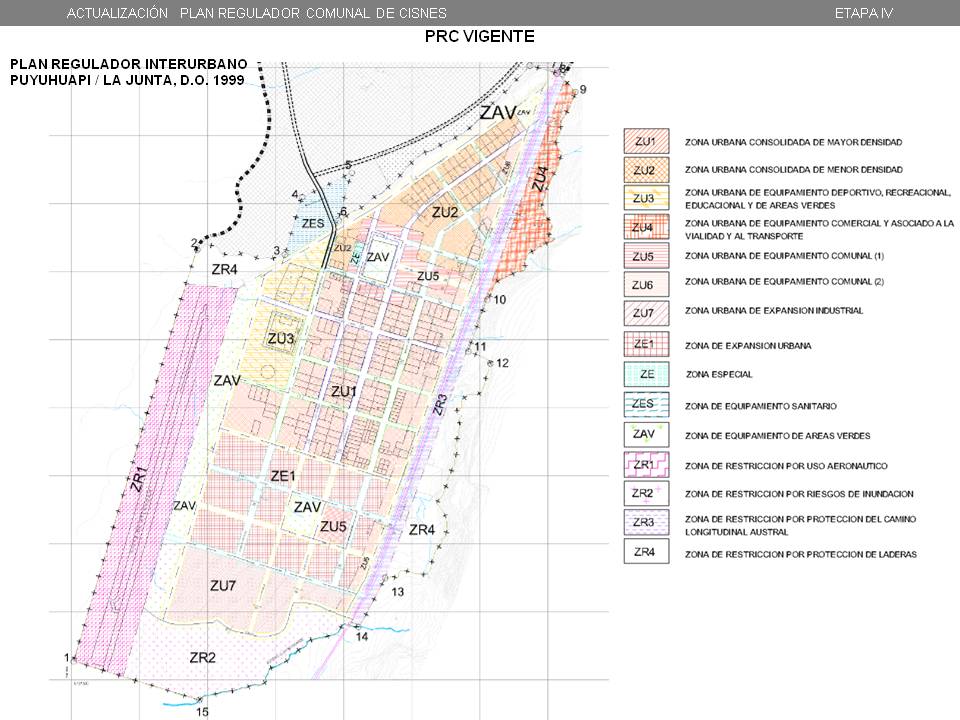 ACTUALIZACIÓN PLAN REGULADOR COMUNAL DE CISNES
ETAPA IV
PRC VIGENTE
PLAN REGULADOR INTERURBANO
PUYUHUAPI / LA JUNTA, D.O. 1999
7
8
9
ZAV
ZAV
ZU6
ZU4
5
4
6
ZES
ZU2
2
3
ZU2
ZE
ZAV
ZR4
ZU5
10
ZU3
11
12
ZAV
ZU1
ZR3
ZE1
ZR1
ZAV
ZAV
ZU5
ZR4
ZU6
ZU7
13
14
1
ZR2
15
ZU1 ZONA URBANA CONSOLIDADA DE MAYOR DENSIDAD
ZU2 ZONA URBANA CONSOLIDADA DE MENOR DENSIDAD
ZU3 ZONA URBANA DE EQUIPAMIENTO DEPORTIVO, RECREACIONAL,
EDUCACIONAL Y DE AREAS VERDES
ZU4 ZONA URBANA DE EQUIPAMIENTO COMERCIAL Y ASOCIADO A LA
VIALIDAD Y AL TRANSPORTE
ZU5 ZONA URBANA DE EQUIPAMIENTO COMUNAL (1)
ZU6 ZONA URBANA DE EQUIPAMIENTO COMUNAL (2)
ZU7 ZONA URBANA DE EXPANSION INDUSTRIAL
ZE1 ZONA DE EXPANSION URBANA
ZE ZONA ESPECIAL
ZES ZONA DE EQUIPAMIENTO SANITARIO
ZAV ZONA DE EQUIPAMIENTO DE AREAS VERDES
ZR1 ZONA DE RESTRICCION POR USO AERONAUTICO
ZR2 ZONA DE RESTRICCION POR RIESGOS DE INUNDACION
ZR3 ZONA DE RESTRICCION POR PROTECCION DEL CAMINO
LONGITUDINAL AUSTRAL
ZR4 ZONA DE RESTRICCION POR PROTECCION DE LADERAS